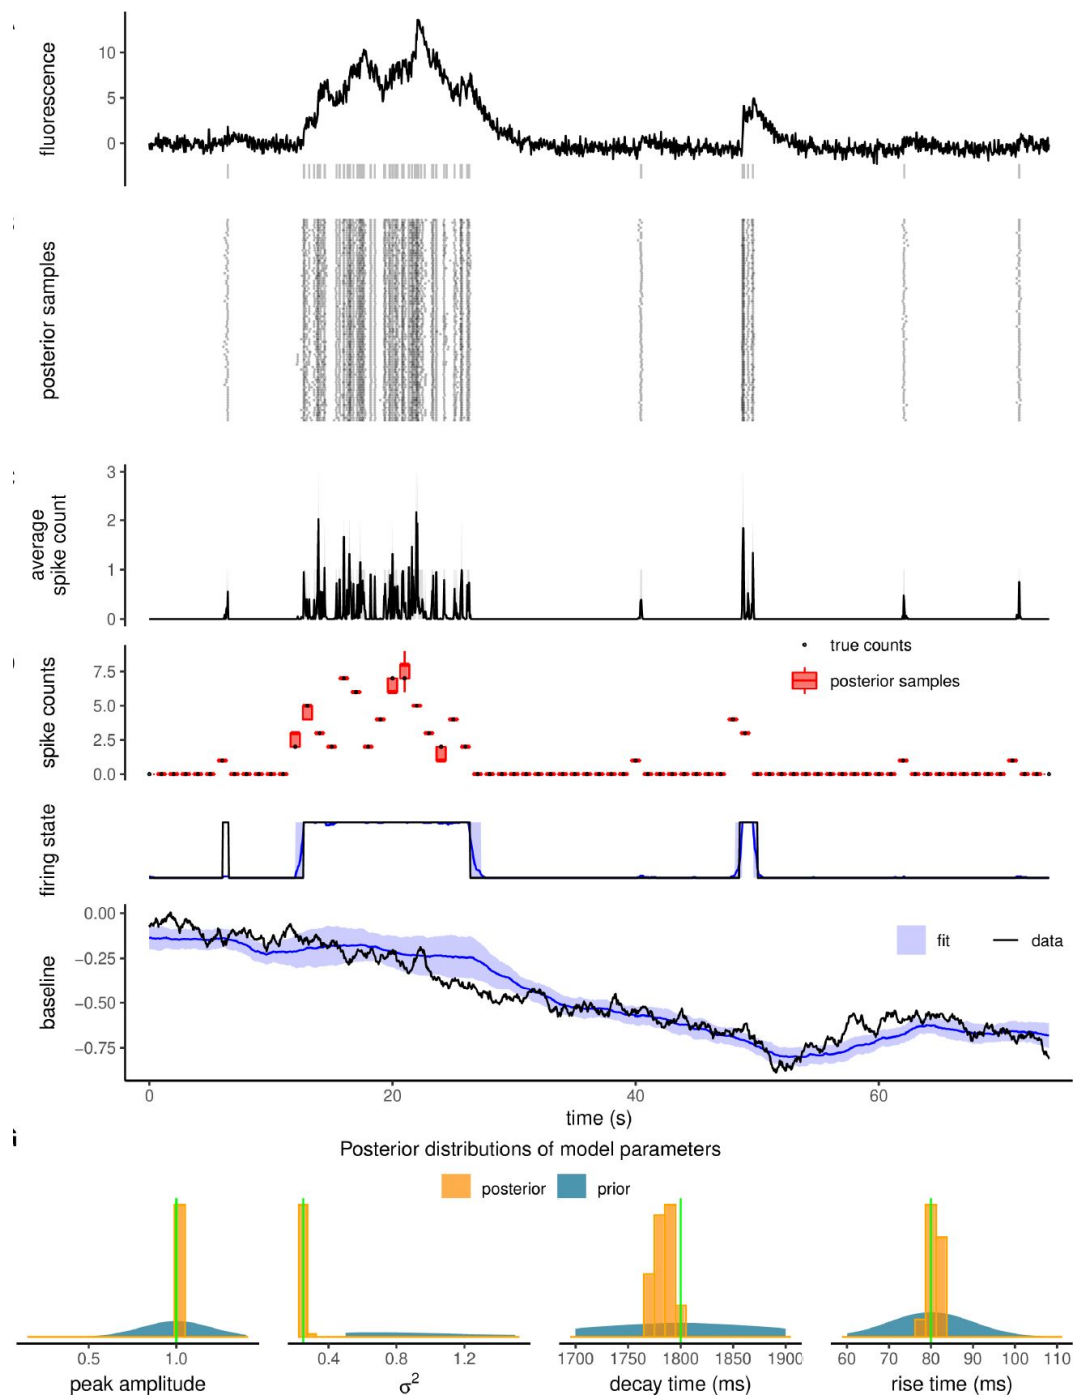 fluorescence
10
5
0
posterior samples
average
spike count
3
2
1
0
spike counts
7.5
5.0
2.5
0.0
true counts
posterior samples
firing state
baseline
0.00
−0.25
−0.50
−0.75
fit
data
0 20 40 60
time (s)
Posterior distributions of model parameters
posterior prior
0.5 1.0
peak amplitude
0.4 0.8 1.2
σ²
1700 1750 1800 1850 1900
decay time (ms)
60 70 80 90 100 110
rise time (ms)